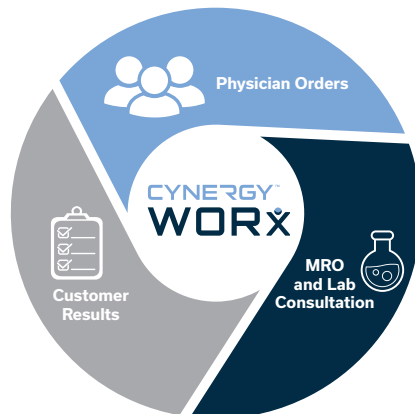 Physician Orders
CYNERGY™
WORx
MRO
and Lab
Consultation
Customer
Results